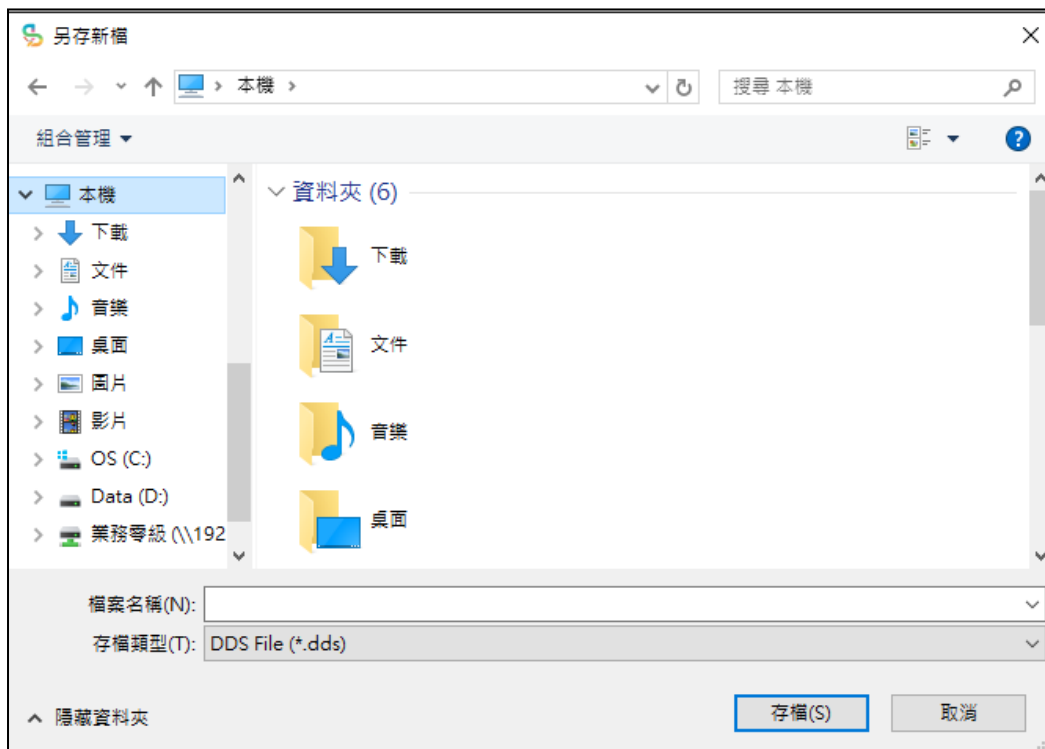 另存新檔
本機
搜尋 本機
組合管理
本機
下載
文件
音樂
桌面
圖片
影片
OS (C:)
Data (D:)
業務零級 (\\192
資料夾 (6)
下載
文件
音樂
桌面
檔案名稱(N):
存檔類型(T): DDS File (*.dds)
隱藏資料夾
存檔(S)
取消